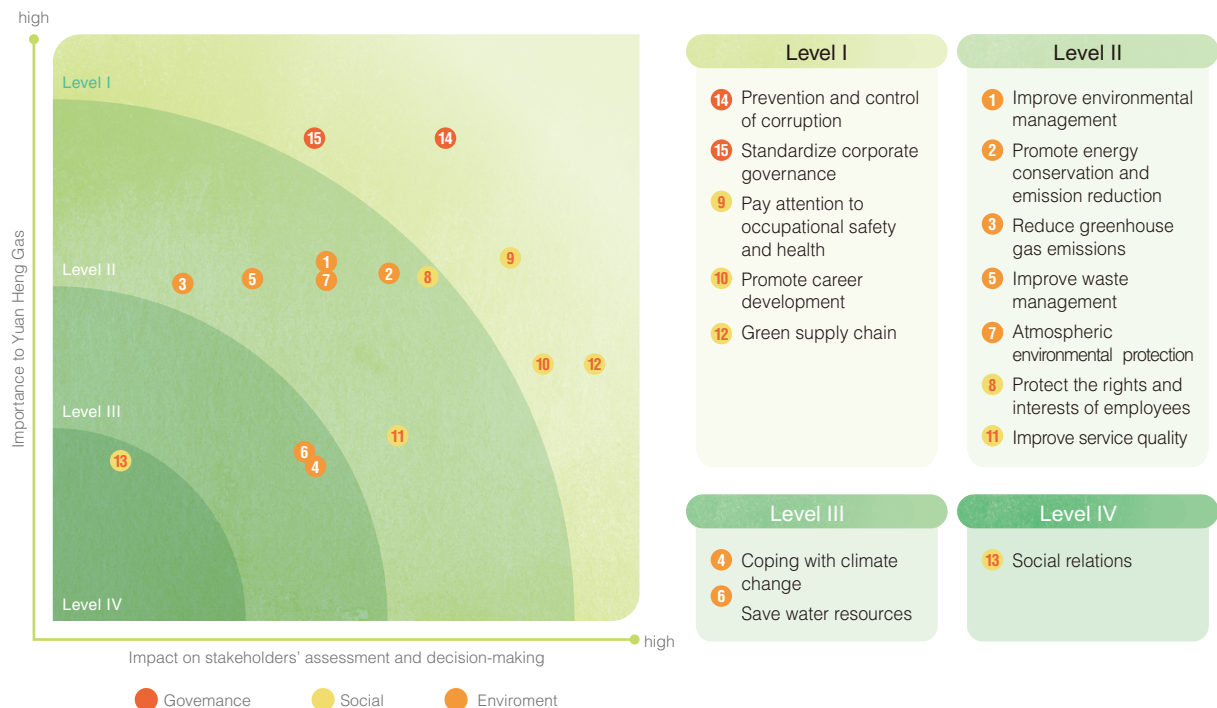 high
Importance to Yuan Heng Gas
Level I
15
14
Level II
1
9
3
5
7
2
8
10
12
Level III
11
6
4
13
Level IV
high
Impact on stakeholders' assessment and decision-making
Govemance
Social
Enviroment
Level I
14 Prevention and control
of corruption
15 Standardize corporate
governance
9 Pay attention to
occupational safety
and health
10 Promote career
development
12 Green supply chain
Level II
1 Improve environmental
management
2 Promote energy
conservation and
emission reduction
3 Reduce greenhouse
gas emissions
5 Improve waste
management
7 Atmospheric
environmental protection
8 Protect the rights and
interests of employees
11 Improve service quality
Level III
4 Coping with climate
change
6 Save water resources
Level IV
13 Social relations